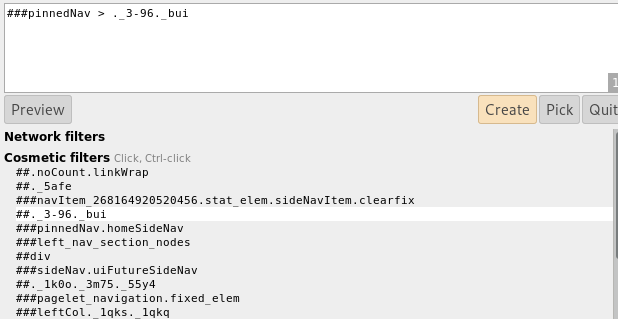 ###pinnedNav > ._3-96._bui
1
Preview
Create
Pick
Quit
Network filters
Cosmetic filters Click, Ctrl-click
##.noCount.linkWrap
##._5afe
###navItem_268164920520456.stat_elem.sideNavItem.clearfix
##._3-96._bui
###pinnedNav.homeSideNav
###left_nav_section_nodes
##div
###sideNav.uiFutureSideNav
##._1k0o._3m75._55y4
###pagelet_navigation.fixed_elem
###leftCol._1qks._1qkq